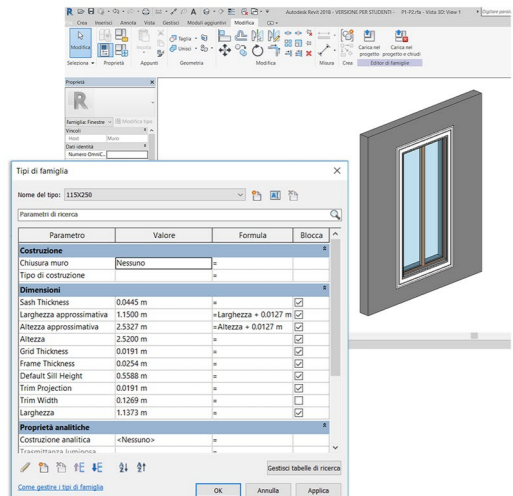 Autodesk Revit 2019 - VERSIONE PER STUDENTI - P1-P2.rfa - Vista 3D: View 1
Crea Inserisci Annota Vista Gestisci Moduli aggiuntivi Modifica
Modifica
Incolla
Taglia
Unisci
Carica nel progetto
Carica nel progetto e chiudi
Seleziona Proprietà Appunti Geometria Modifica Misura Crea Editor di famiglie
Proprietà
R
Famiglia: Finestre Modifica tipo
Vincoli
Host Muro
Dati identità
Numero OmniC...
Tipi di famiglia
Nome del tipo: 115X250
Parametri di ricerca
Parametro Valore Formula Blocca
Costruzione
Chiusura muro Nessuno =
Tipo di costruzione =
Dimensioni
Sash Thickness 0.0445 m =
Larghezza approssimativa 1.1500 m =Larghezza + 0.0127 m
Altezza approssimativa 2.5327 m =Altezza + 0.0127 m
Altezza 2.5200 m =
Grid Thickness 0.0191 m =
Frame Thickness 0.0254 m =
Default Sill Height 0.5588 m =
Trim Projection 0.0191 m =
Trim Width 0.1269 m =
Larghezza 1.1373 m =
Proprietà analitiche
Costruzione analitica <Nessuno> =
Trasmittanza luminosa
Gestisci tabelle di ricerca
Come gestire i tipi di famiglia
OK Annulla Applica